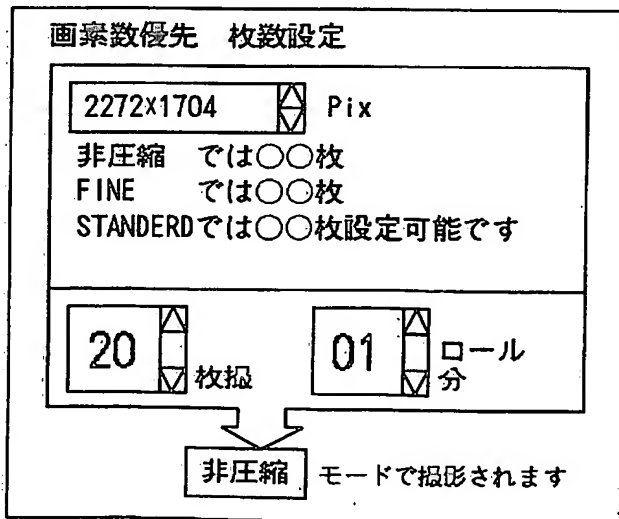 画素数優先 枚数設定
2272×1704 Pix
非圧縮 では○○枚
FINE では○○枚
STANDERDでは○○枚設定可能です
20 枚撮 01 ロール分
非圧縮 モードで撮影されます